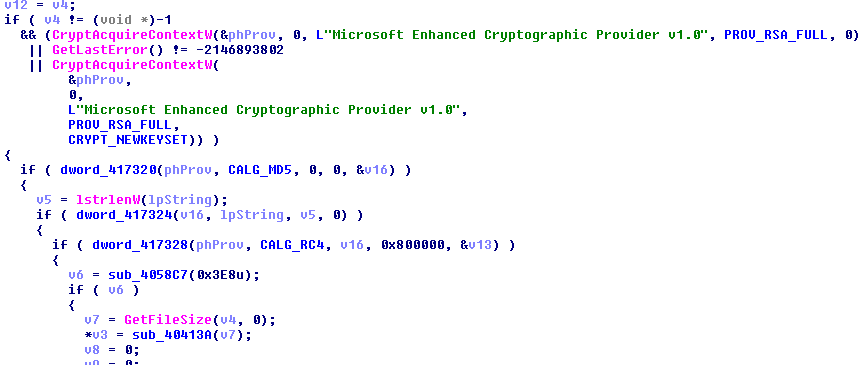 v12 = v4;
if ( v4 != (void *)-1
&& (CryptAcquireContextW(&phProv, 0, L"Microsoft Enhanced Cryptographic Provider v1.0", PROV_RSA_FULL, 0)
|| GetLastError() != -2146893802
|| CryptAcquireContextW(
&phProv,
0,
L"Microsoft Enhanced Cryptographic Provider v1.0",
PROV_RSA_FULL,
CRYPT_NEWKEYSET)) )
{
if ( dword_417320(phProv, CALG_MD5, 0, 0, &v16) )
{
v5 = lstrlenW(lpString);
if ( dword_417324(v16, lpString, v5, 0) )
{
if ( dword_417328(phProv, CALG_RC4, v16, 0x800000, &v13) )
{
v6 = sub_4058C7(0x3E8u);
if ( v6 )
{
v7 = GetFileSize(v4, 0);
*v3 = sub_40413A(v7);
v8 = 0;